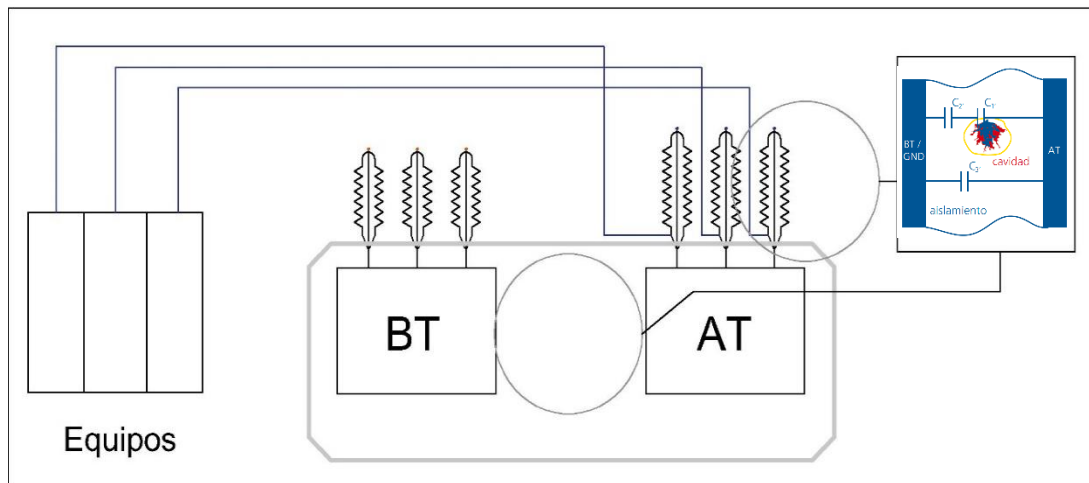 C2'
C1'
BT /
GND
AT
cavidad
C3'
aislamiento
BT
AT
Equipos